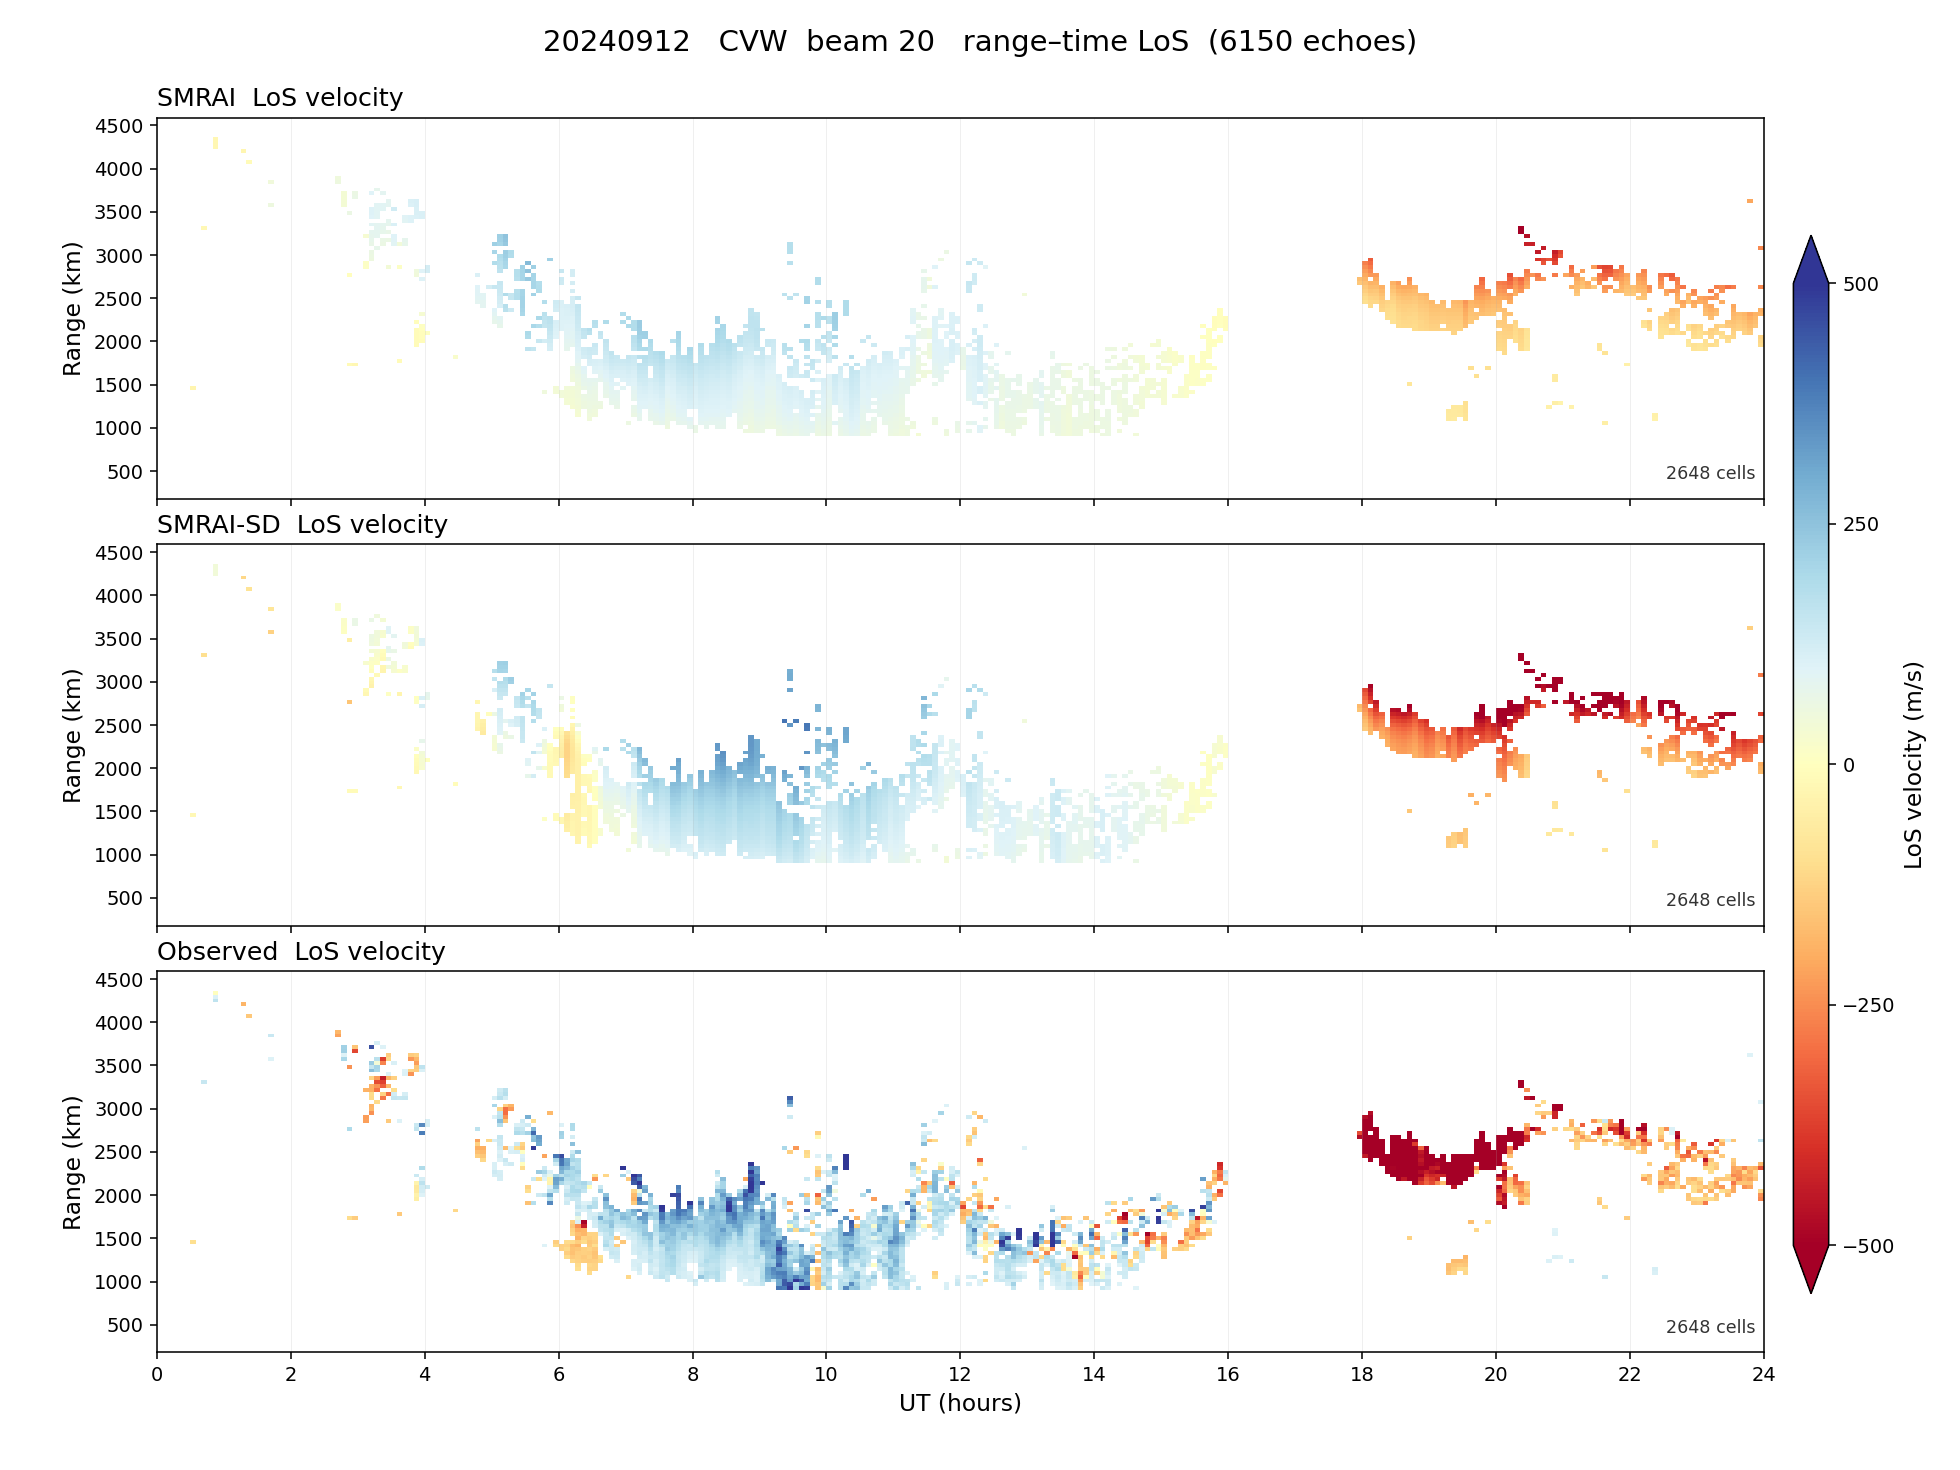 20240912   CVW  beam 20   range–time LoS  (6150 echoes)
SMRAI  LoS velocity
4500
4000
3500
3000
2500
2000
1500
1000
500
Range (km)
2648 cells
SMRAI-SD  LoS velocity
4500
4000
3500
3000
2500
2000
1500
1000
500
Range (km)
2648 cells
Observed  LoS velocity
4500
4000
3500
3000
2500
2000
1500
1000
500
Range (km)
2648 cells
0 2 4 6 8 10 12 14 16 18 20 22 24
UT (hours)
500
250
0
−250
−500
LoS velocity (m/s)